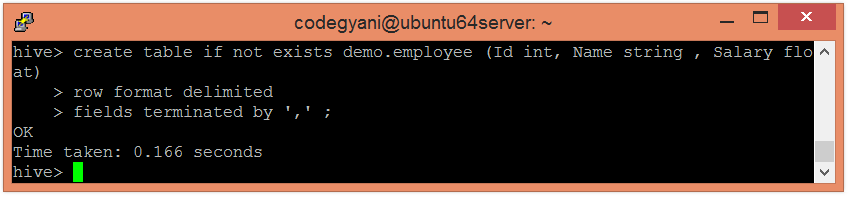 codegyani@ubuntu64server: ~
hive> create table if not exists demo.employee (Id int, Name string , Salary flo
at)
    > row format delimited
    > fields terminated by ',' ;
OK
Time taken: 0.166 seconds
hive>